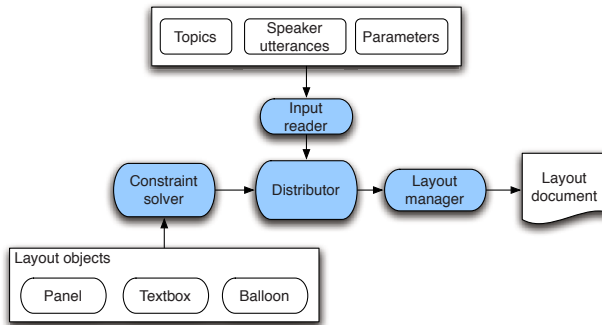 Topics
Speaker
utterances
Parameters
Input
reader
Constraint
solver
Distributor
Layout
manager
Layout
document
Layout objects
Panel
Textbox
Balloon